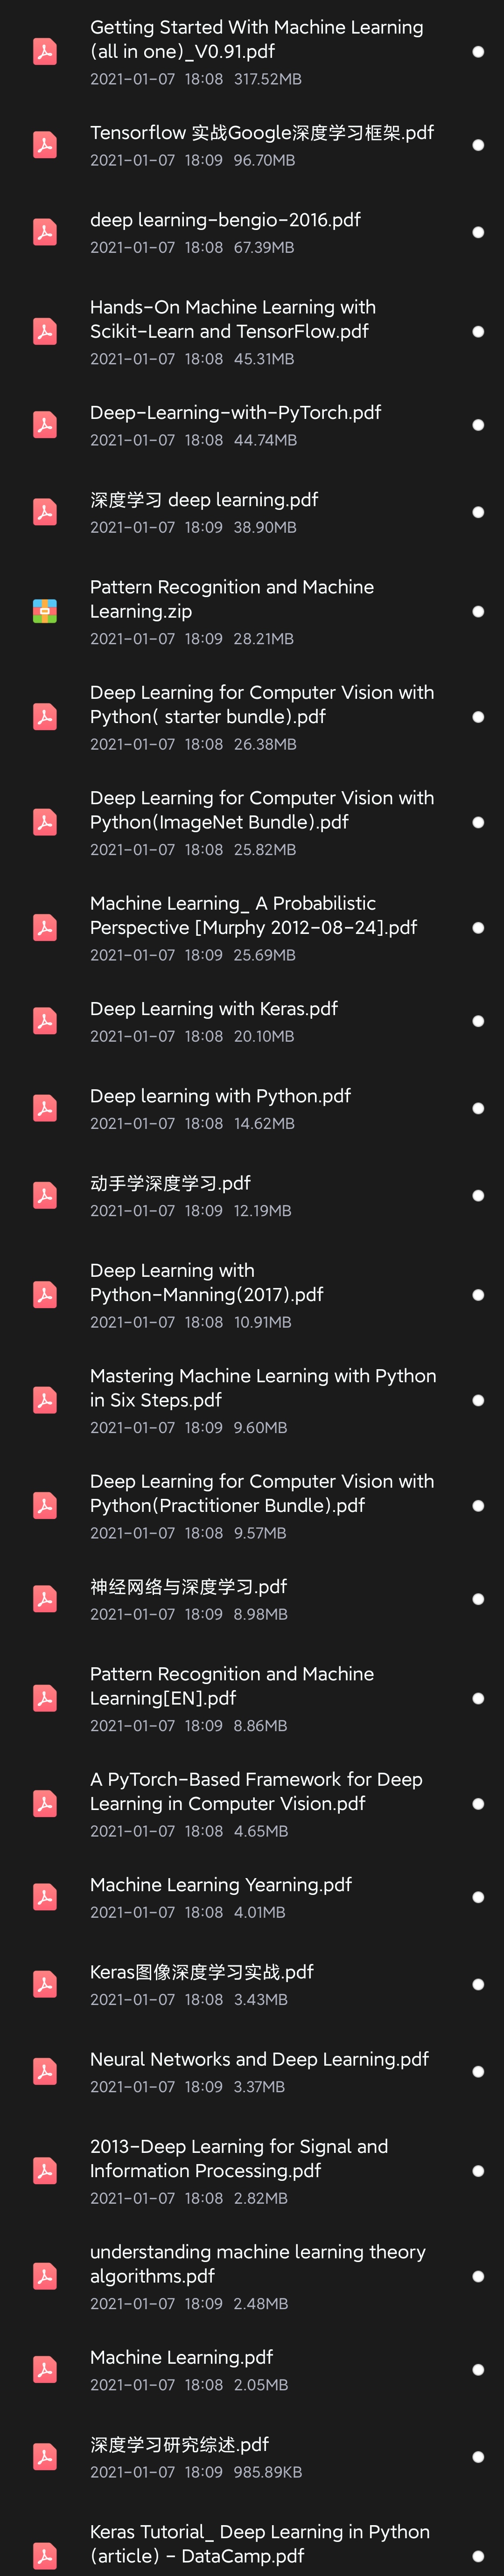 Getting Started With Machine Learning
(all in one)_V0.91.pdf
2021-01-07 18:08 317.52MB
Tensorflow 实战Google深度学习框架.pdf
2021-01-07 18:09 96.70MB
deep learning-bengio-2016.pdf
2021-01-07 18:08 67.39MB
Hands-On Machine Learning with
Scikit-Learn and TensorFlow.pdf
2021-01-07 18:08 45.31MB
Deep-Learning-with-PyTorch.pdf
2021-01-07 18:08 44.74MB
深度学习 deep learning.pdf
2021-01-07 18:09 38.90MB
Pattern Recognition and Machine
Learning.zip
2021-01-07 18:09 28.21MB
Deep Learning for Computer Vision with
Python( starter bundle).pdf
2021-01-07 18:08 26.38MB
Deep Learning for Computer Vision with
Python(ImageNet Bundle).pdf
2021-01-07 18:08 25.82MB
Machine Learning_ A Probabilistic
Perspective [Murphy 2012-08-24].pdf
2021-01-07 18:09 25.69MB
Deep Learning with Keras.pdf
2021-01-07 18:08 20.10MB
Deep learning with Python.pdf
2021-01-07 18:08 14.62MB
动手学深度学习.pdf
2021-01-07 18:09 12.19MB
Deep Learning with
Python-Manning(2017).pdf
2021-01-07 18:08 10.91MB
Mastering Machine Learning with Python
in Six Steps.pdf
2021-01-07 18:09 9.60MB
Deep Learning for Computer Vision with
Python(Practitioner Bundle).pdf
2021-01-07 18:08 9.57MB
神经网络与深度学习.pdf
2021-01-07 18:09 8.98MB
Pattern Recognition and Machine
Learning[EN].pdf
2021-01-07 18:09 8.86MB
A PyTorch-Based Framework for Deep
Learning in Computer Vision.pdf
2021-01-07 18:08 4.65MB
Machine Learning Yearning.pdf
2021-01-07 18:08 4.01MB
Keras图像深度学习实战.pdf
2021-01-07 18:08 3.43MB
Neural Networks and Deep Learning.pdf
2021-01-07 18:09 3.37MB
2013-Deep Learning for Signal and
Information Processing.pdf
2021-01-07 18:08 2.82MB
understanding machine learning theory
algorithms.pdf
2021-01-07 18:09 2.48MB
Machine Learning.pdf
2021-01-07 18:08 2.05MB
深度学习研究综述.pdf
2021-01-07 18:09 985.89KB
Keras Tutorial_ Deep Learning in Python
(article) - DataCamp.pdf